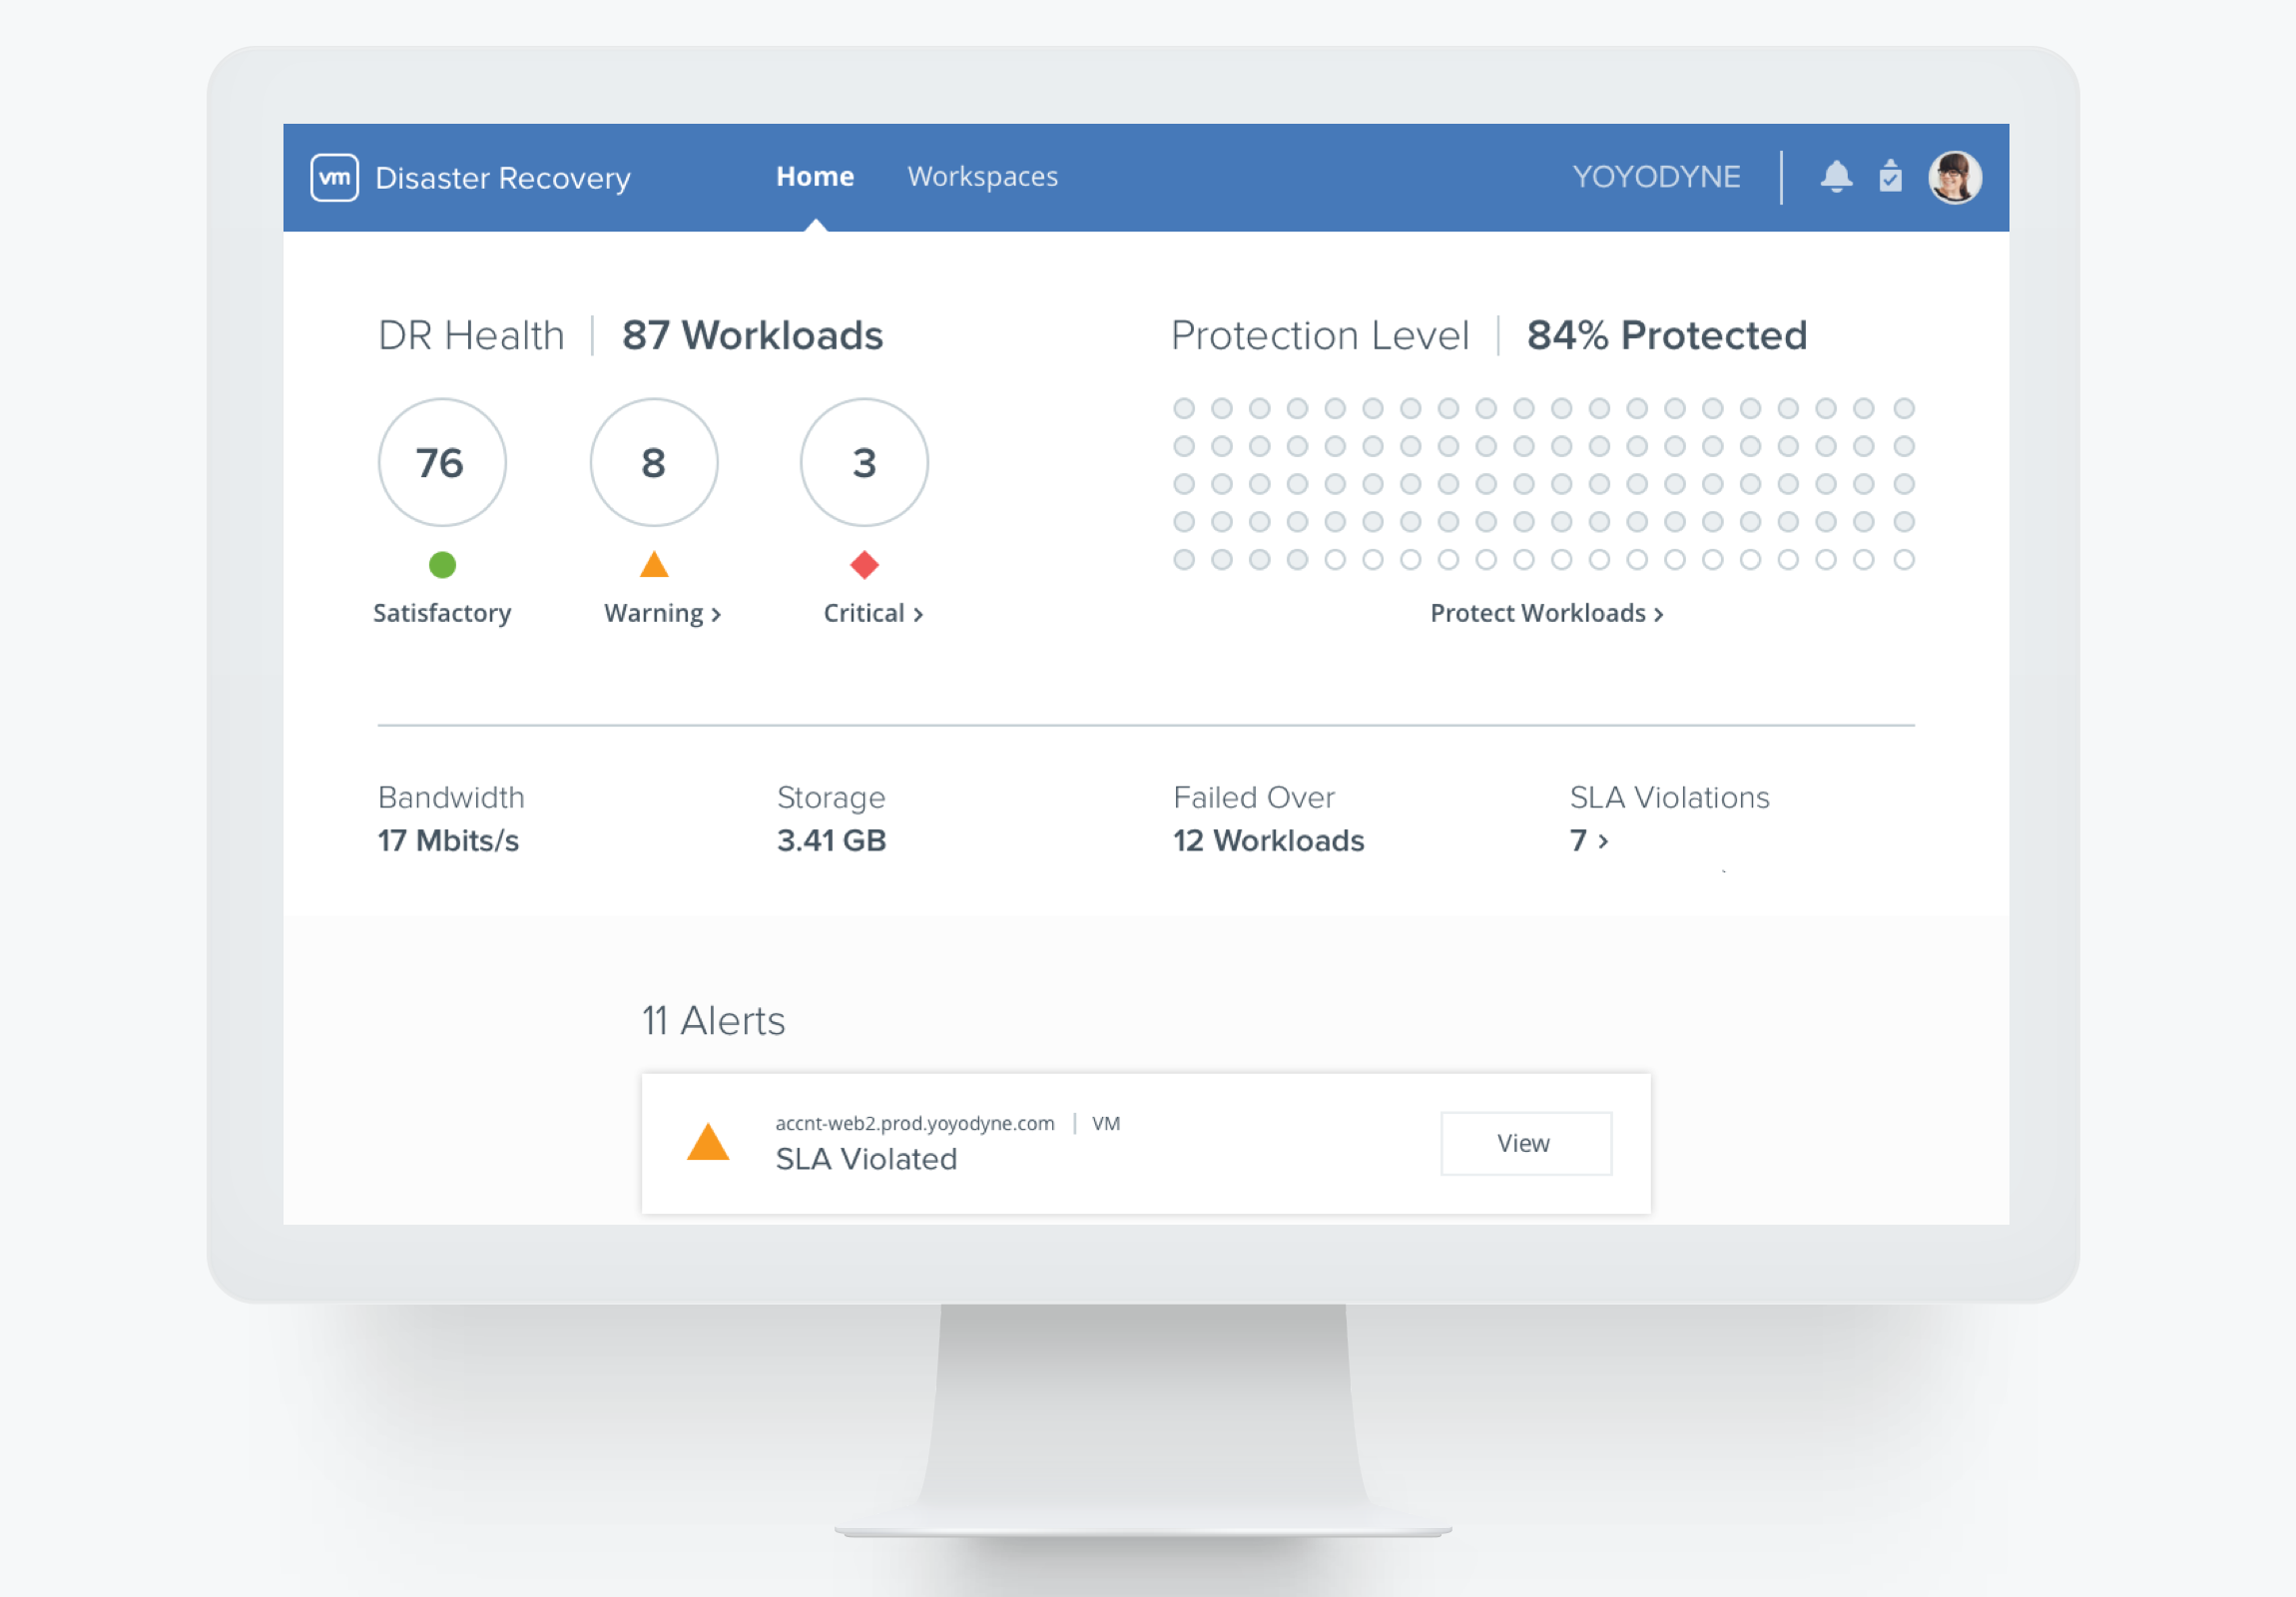 vm Disaster Recovery Home Workspaces YOYODYNE
DR Health 87 Workloads
76 8 3
Satisfactory Warning > Critical >
Protection Level 84% Protected
Protect Workloads >
Bandwidth
17 Mbits/s
Storage
3.41 GB
Failed Over
12 Workloads
SLA Violations
7 >
11 Alerts
accnt-web2.prod.yoyodyne.com | VM
SLA Violated
View